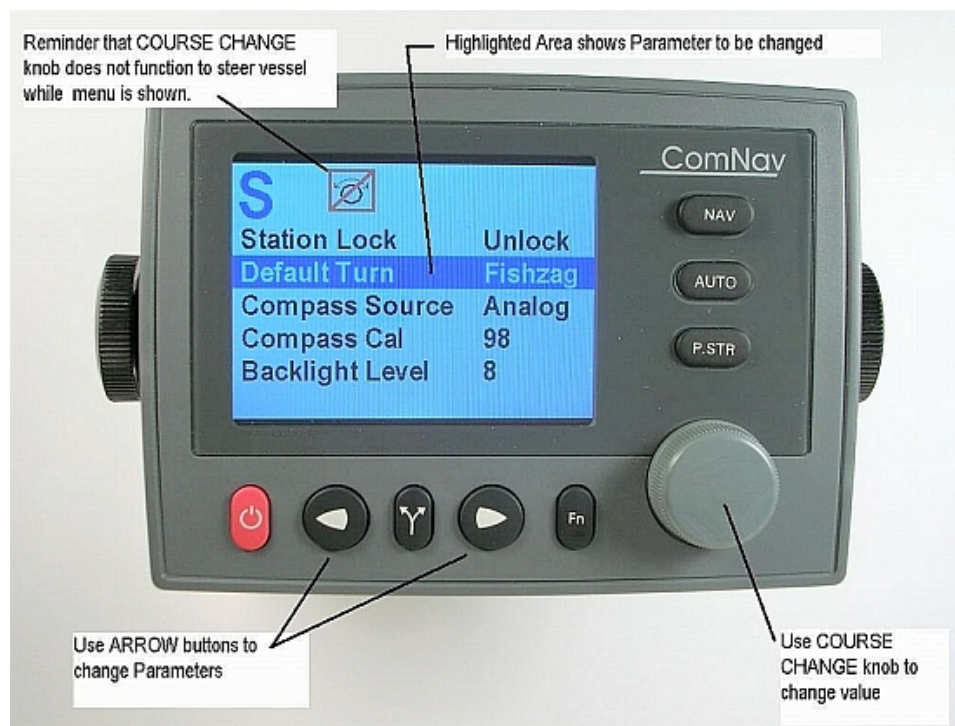 Reminder that COURSE CHANGE
knob does not function to steer vessel
while menu is shown.
Highlighted Area shows Parameter to be changed
ComNav
S
Station Lock Unlock
Default Turn Fishzag
Compass Source Analog
Compass Cal 98
Backlight Level 8
NAV
AUTO
P.STR
Fn
Use ARROW buttons to
change Parameters
Use COURSE
CHANGE knob to
change value